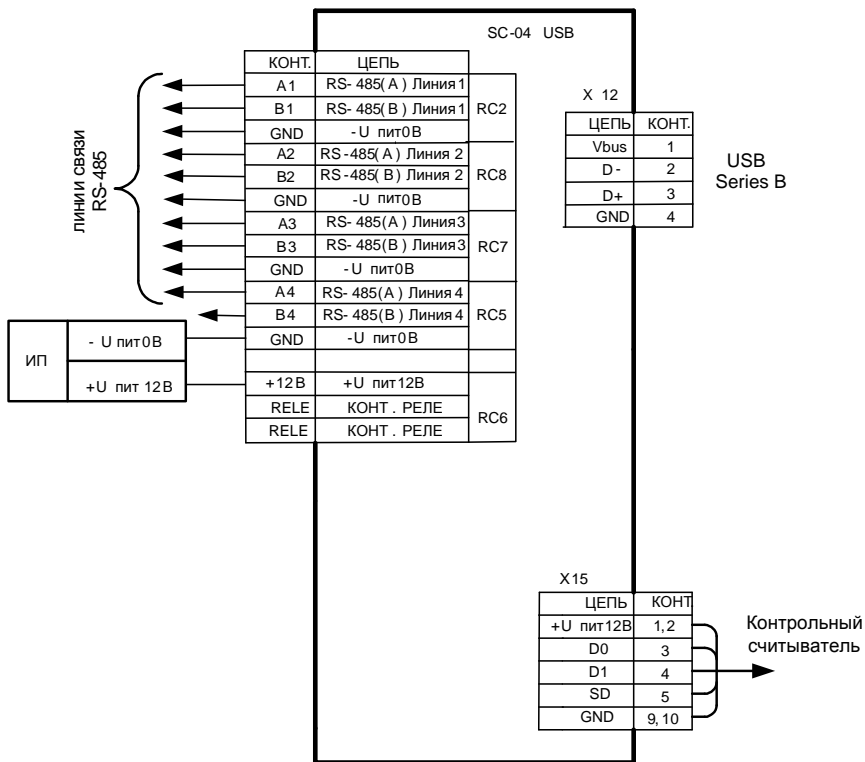 SC-04 USB
КОНТ. ЦЕПЬ
A1 RS-485(A) Линия 1
B1 RS-485(B) Линия 1
GND -U пит0В
RC2
A2 RS-485(A) Линия 2
B2 RS-485(B) Линия 2
GND -U пит0В
RC8
A3 RS-485(A) Линия 3
B3 RS-485(B) Линия 3
GND -U пит0В
RC7
A4 RS-485(A) Линия 4
B4 RS-485(B) Линия 4
GND -U пит0В
RC5
+12В +U пит12В
RELE КОНТ. РЕЛЕ
RELE КОНТ. РЕЛЕ
RC6
линии связи
RS-485
ИП
- U пит0В
+U пит 12В
X 12
ЦЕПЬ КОНТ.
Vbus 1
D- 2
D+ 3
GND 4
USB
Series B
X15
ЦЕПЬ КОНТ.
+U пит12В 1,2
D0 3
D1 4
SD 5
GND 9,10
Контрольный
считыватель